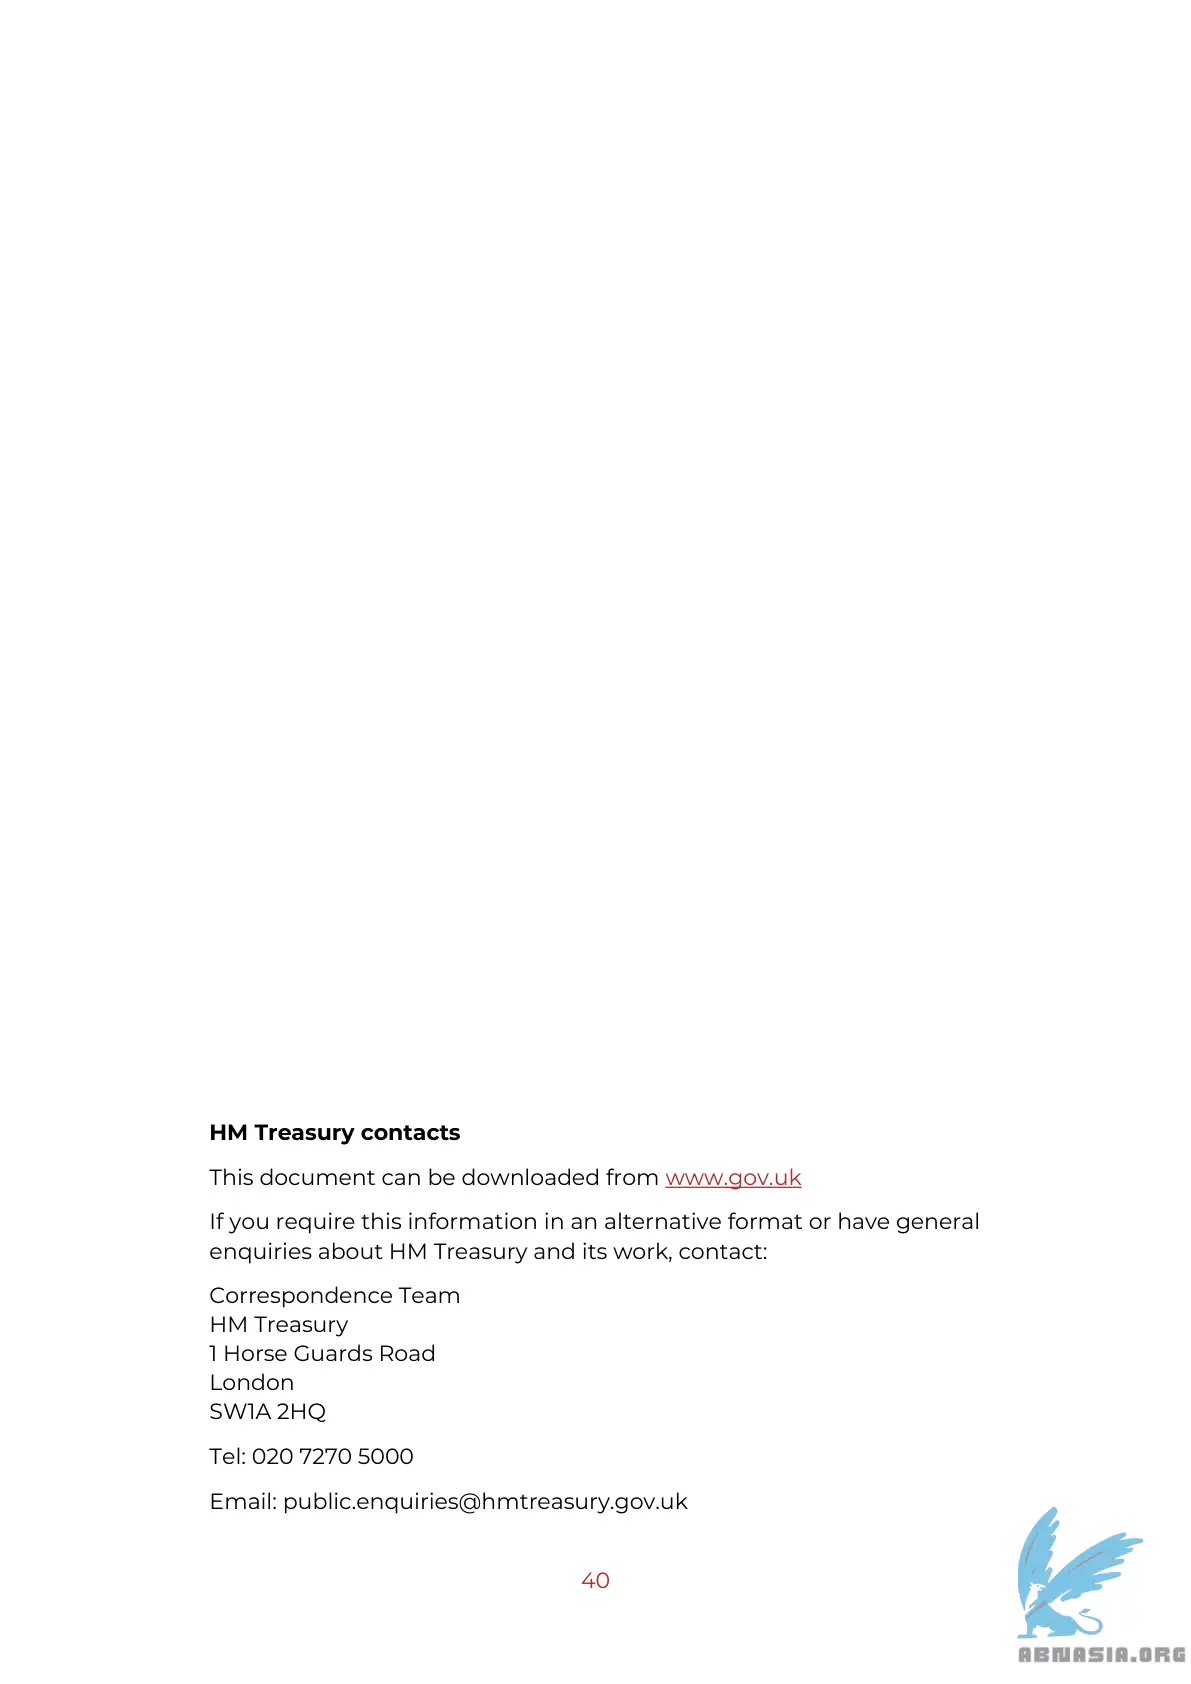 HM Treasury contacts
This document can be downloaded from www.gov.uk
If you require this information in an alternative format or have general
enquiries about HM Treasury and its work, contact:
Correspondence Team
HM Treasury
1 Horse Guards Road
London
SW1A 2HQ
Tel: 020 7270 5000
Email: public.enquiries@hmtreasury.gov.uk
40
ABNASIA.ORG